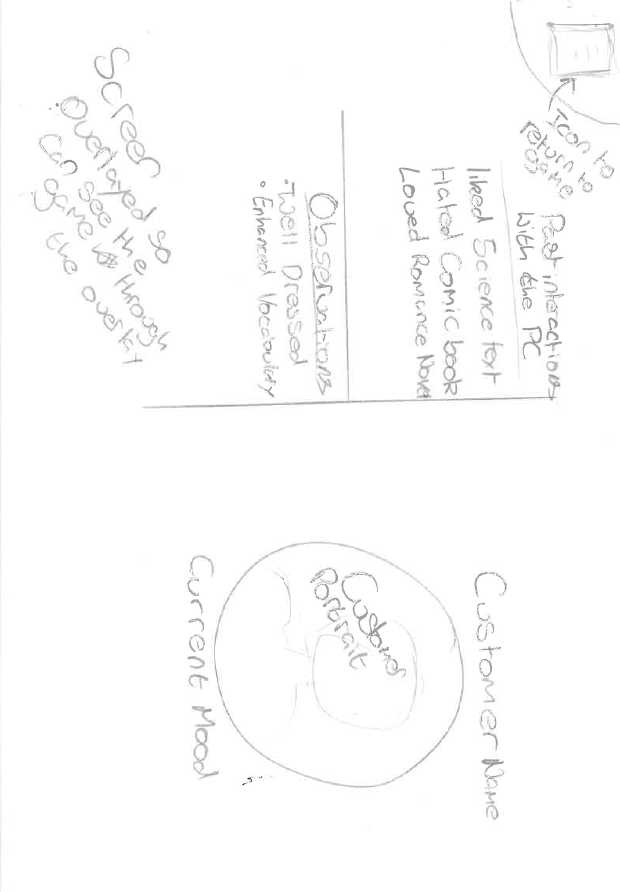 Icon to
return to
game
Past interactions
with the PC
liked Science text
Hated Comic book
Loved Romance Novel
Observations
• Well Dressed
• Enhanced Vocabulary
Screen
Overlayed so
can see the
game through
the overlay
Customer Name
Customer
Portrait
Current Mood